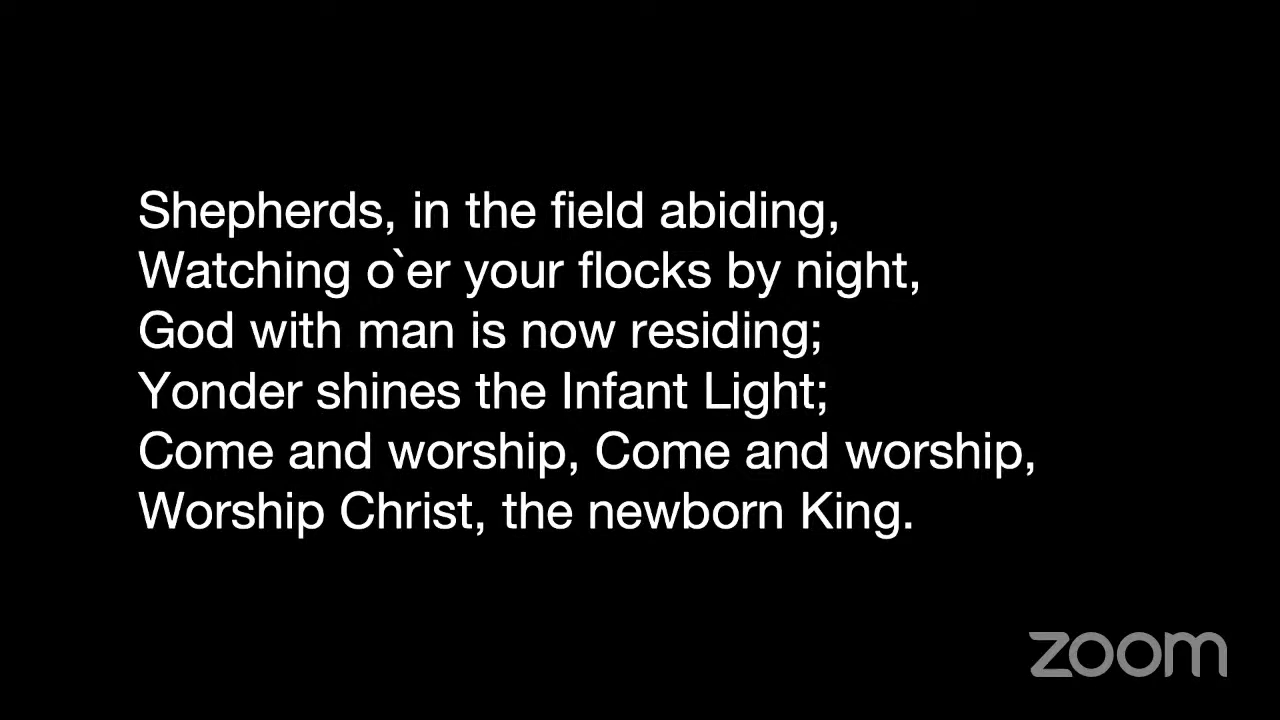 Shepherds, in the field abiding,
Watching o`er your flocks by night,
God with man is now residing;
Yonder shines the Infant Light;
Come and worship, Come and worship,
Worship Christ, the newborn King.
zoom